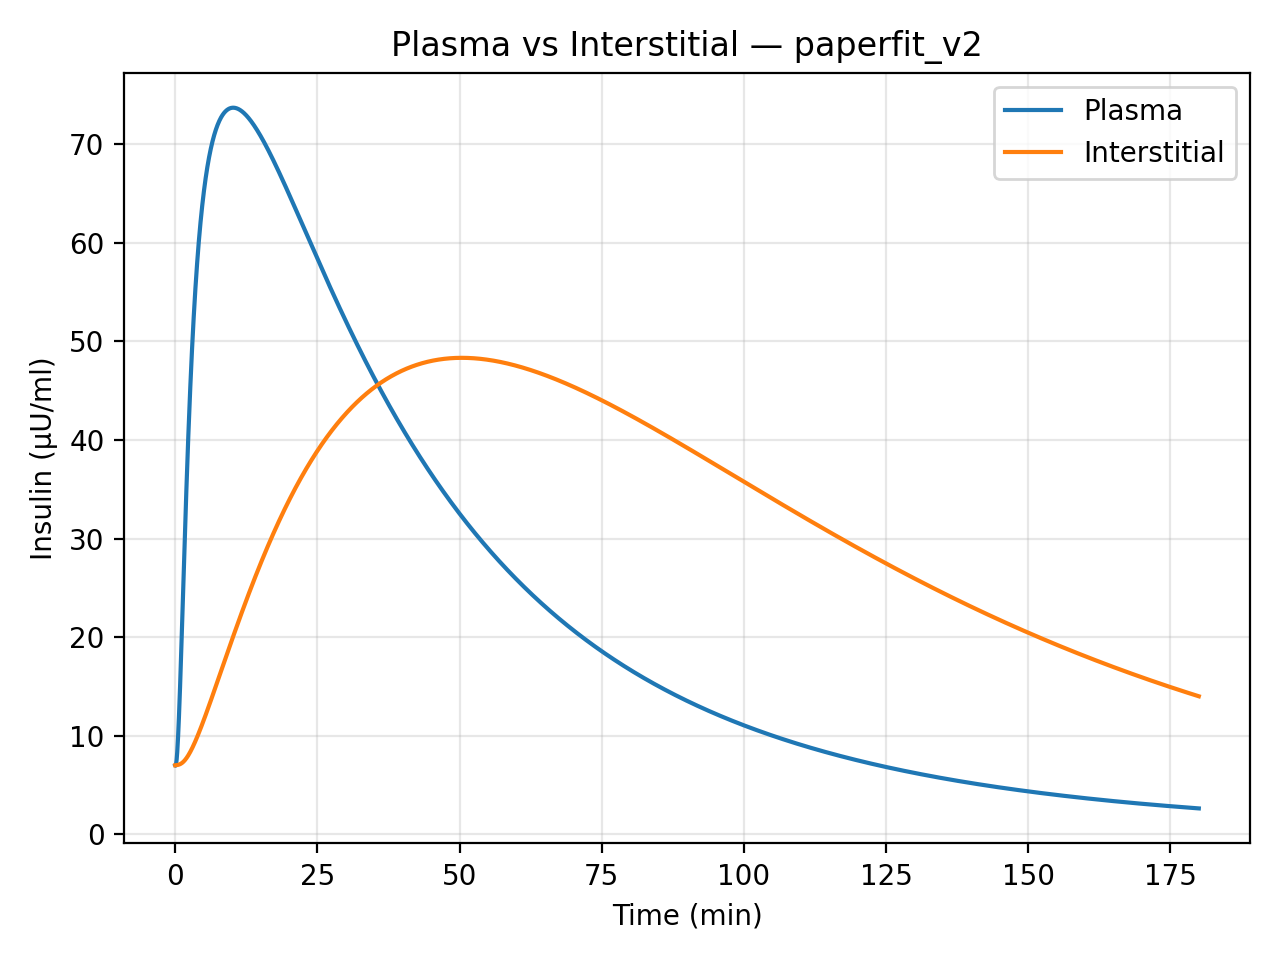 Plasma vs Interstitial — paperfit_v2
Plasma
Interstitial
Insulin (μU/ml)
70
60
50
40
30
20
10
0
0 25 50 75 100 125 150 175
Time (min)